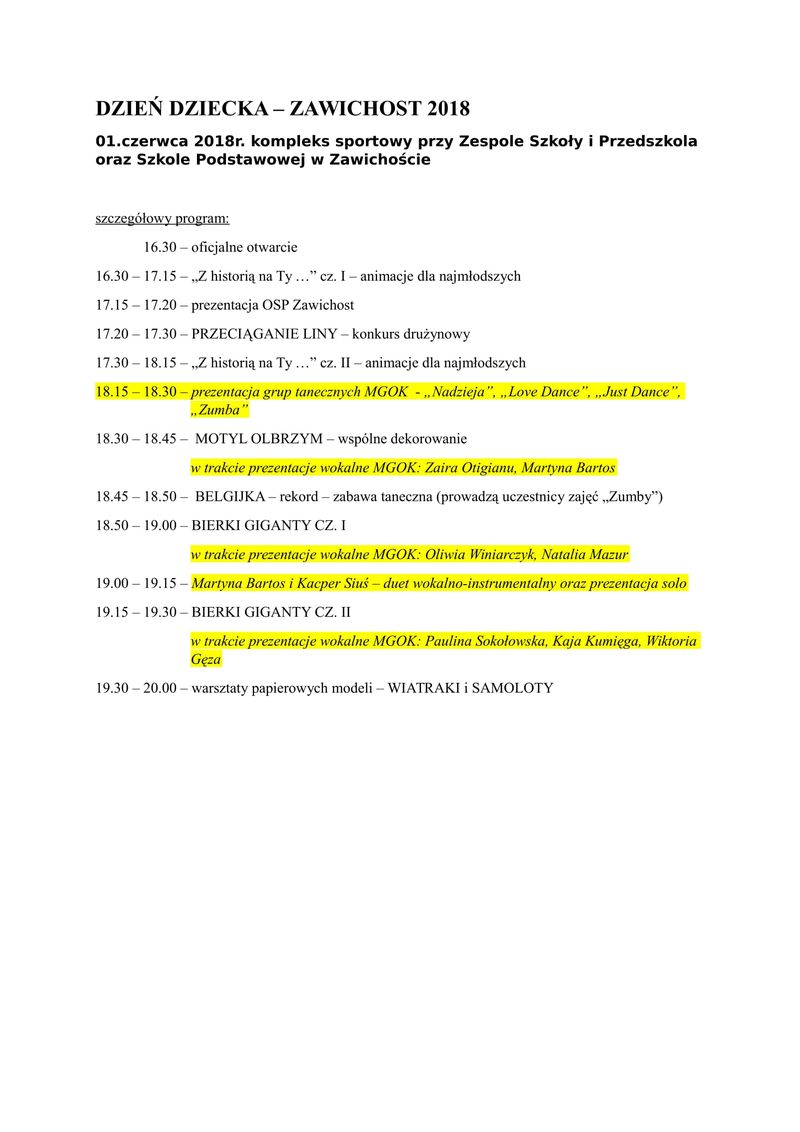 DZIEŃ DZIECKA – ZAWICHOST 2018
01.czerwca 2018r. kompleks sportowy przy Zespole Szkoły i Przedszkola
oraz Szkole Podstawowej w Zawichoście
szczegółowy program:
16.30 – oficjalne otwarcie
16.30 – 17.15 – „Z historią na Ty …” cz. I – animacje dla najmłodszych
17.15 – 17.20 – prezentacja OSP Zawichost
17.20 – 17.30 – PRZECIĄGANIE LINY – konkurs drużynowy
17.30 – 18.15 – „Z historią na Ty …” cz. II – animacje dla najmłodszych
18.15 – 18.30 – prezentacja grup tanecznych MGOK - „Nadzieja”, „Love Dance”, „Just Dance”,
„Zumba”
18.30 – 18.45 – MOTYL OLBRZYM – wspólne dekorowanie
w trakcie prezentacje wokalne MGOK: Zaira Otigianu, Martyna Bartos
18.45 – 18.50 – BELGIJKA – rekord – zabawa taneczna (prowadzą uczestnicy zajęć „Zumby”)
18.50 – 19.00 – BIERKI GIGANTY CZ. I
w trakcie prezentacje wokalne MGOK: Oliwia Winiarczyk, Natalia Mazur
19.00 – 19.15 – Martyna Bartos i Kacper Siuś – duet wokalno-instrumentalny oraz prezentacja solo
19.15 – 19.30 – BIERKI GIGANTY CZ. II
w trakcie prezentacje wokalne MGOK: Paulina Sokołowska, Kaja Kumięga, Wiktoria
Gęza
19.30 – 20.00 – warsztaty papierowych modeli – WIATRAKI i SAMOLOTY